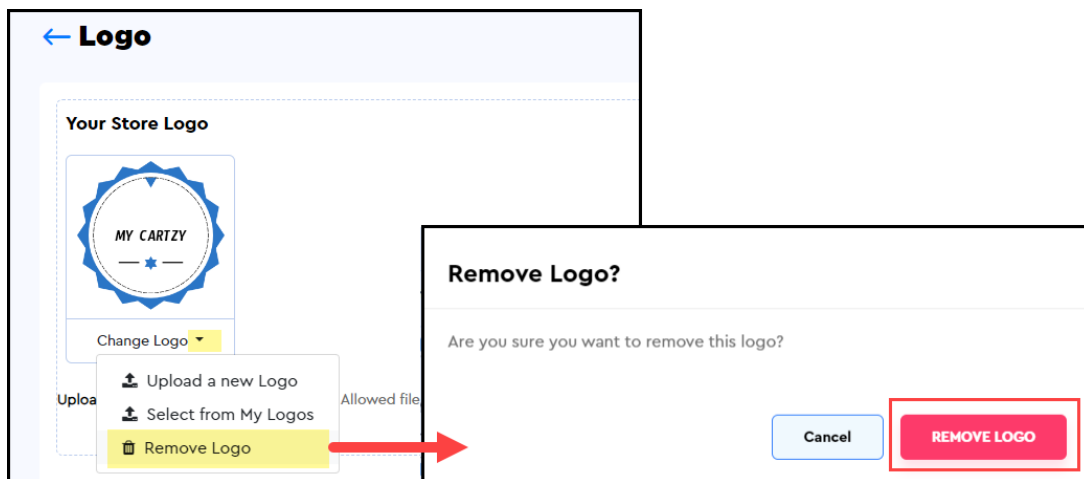 Logo
Your Store Logo
MY CARTZY
Change Logo
Upload a new Logo
Uploa
Allowed file
Select from My Logos
Remove Logo
Remove Logo?
Are you sure you want to remove this logo?
Cancel
REMOVE LOGO